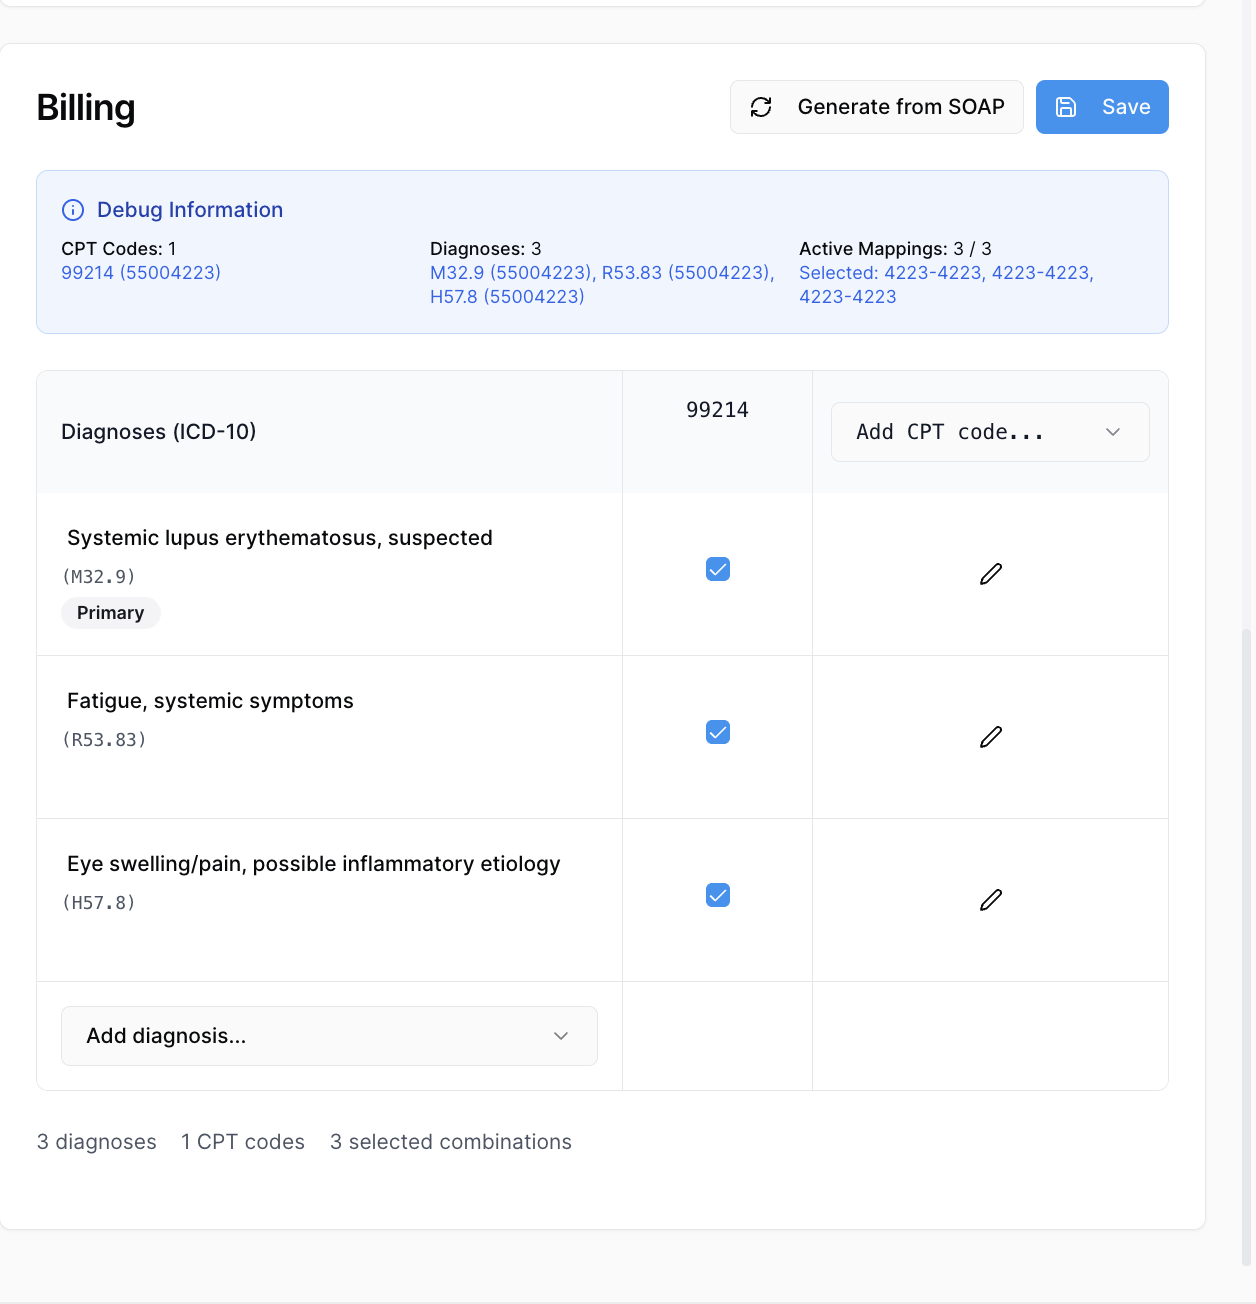 Billing
Generate from SOAP
Save
Debug Information
CPT Codes: 1
99214 (55004223)
Diagnoses: 3
M32.9 (55004223), R53.83 (55004223),
H57.8 (55004223)
Active Mappings: 3 / 3
Selected: 4223-4223, 4223-4223,
4223-4223
Diagnoses (ICD-10)
99214
Add CPT code...
Systemic lupus erythematosus, suspected
(M32.9)
Primary
Fatigue, systemic symptoms
(R53.83)
Eye swelling/pain, possible inflammatory etiology
(H57.8)
Add diagnosis...
3 diagnoses 1 CPT codes 3 selected combinations